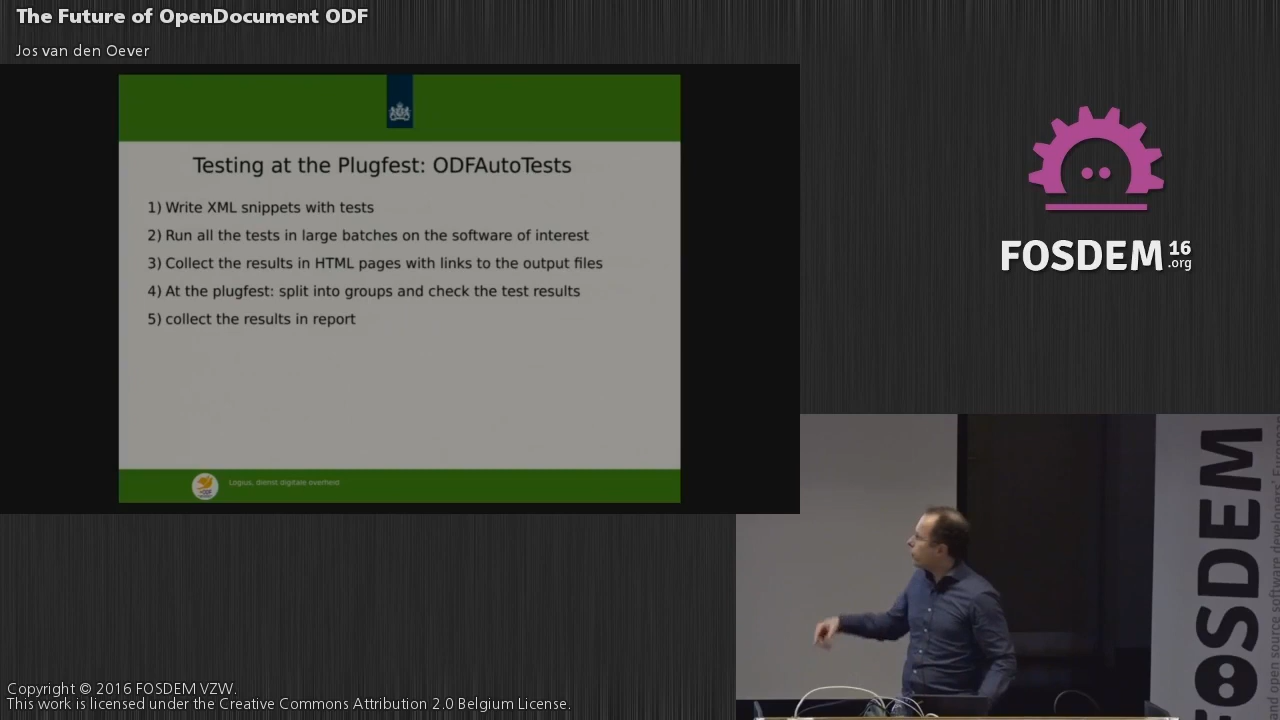 The Future of OpenDocument ODF
Jos van den Oever
Testing at the Plugfest: ODFAutoTests
1) Write XML snippets with tests
2) Run all the tests in large batches on the software of interest
3) Collect the results in HTML pages with links to the output files
4) At the plugfest: split into groups and check the test results
5) collect the results in report
Logius, dienst digitale overheid
FOSDEM 16
.org
FOSDEM
Copyright © 2016 FOSDEM VZW.
This work is licensed under the Creative Commons Attribution 2.0 Belgium License.